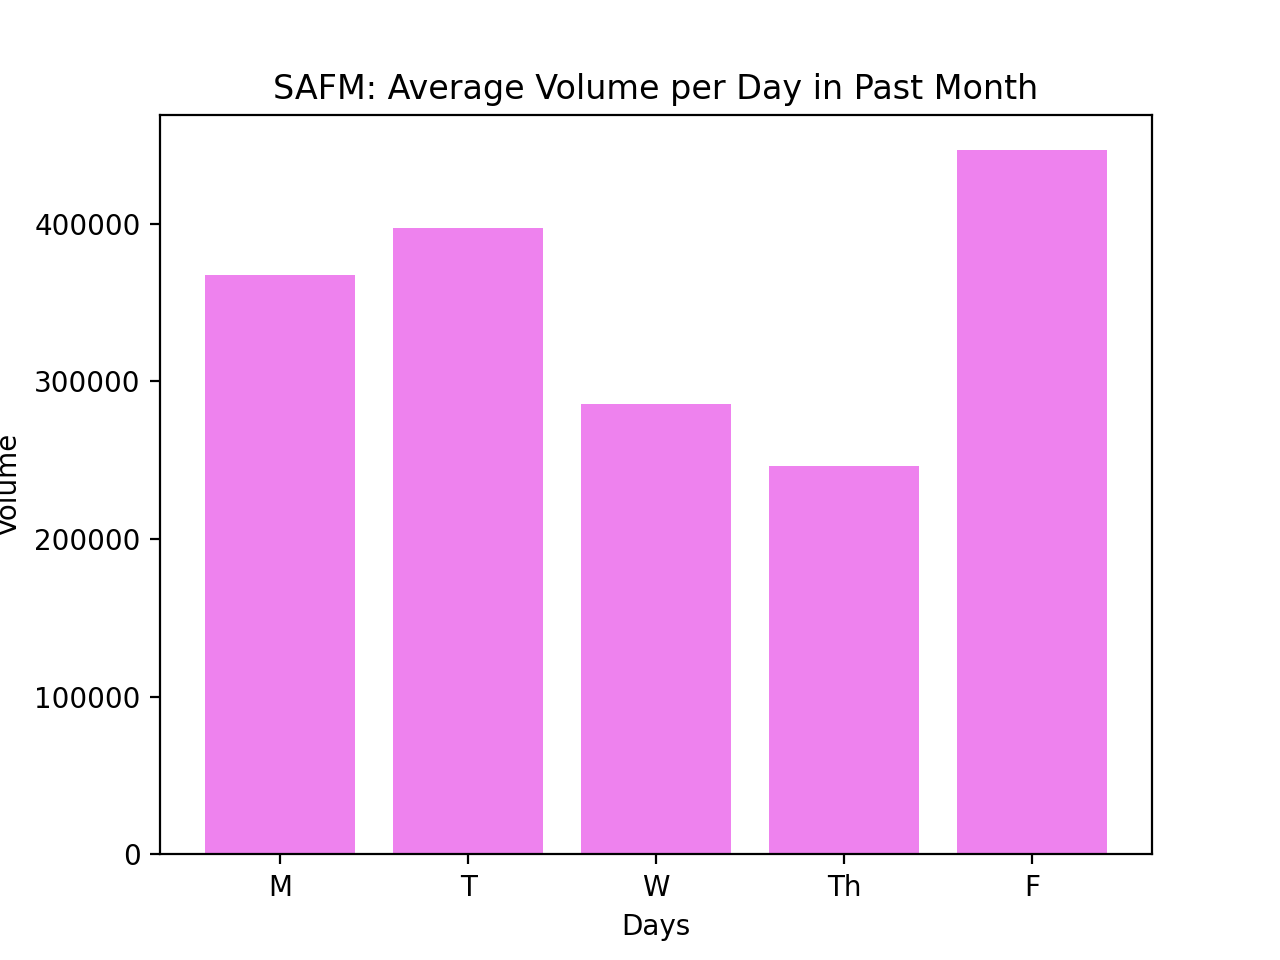 SAFM: Average Volume per Day in Past Month
400000
300000
200000
100000
0
Volume
M T W Th F
Days